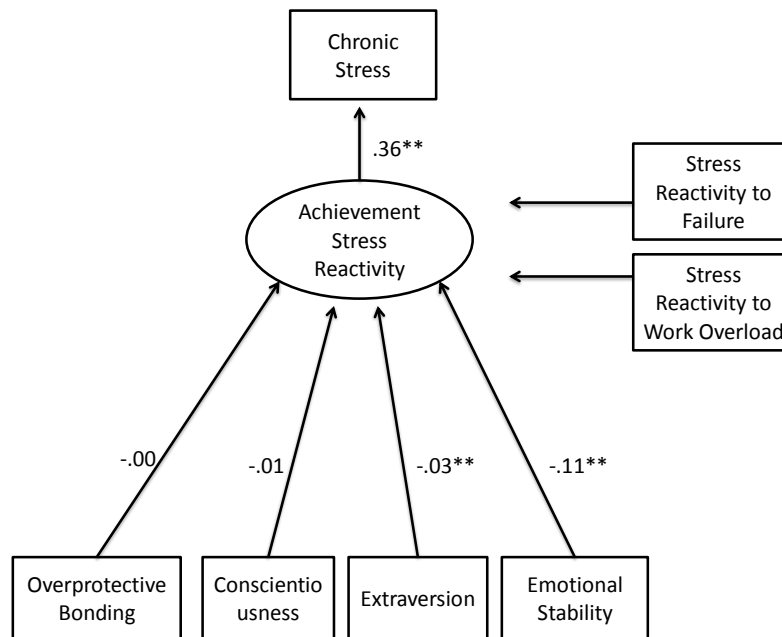 Chronic
Stress
.36**
Achievement
Stress
Reactivity
Stress
Reactivity to
Failure
Stress
Reactivity to
Work Overload
-.00
-.01
-.03**
-.11**
Overprotective
Bonding
Conscientio
usness
Extraversion
Emotional
Stability